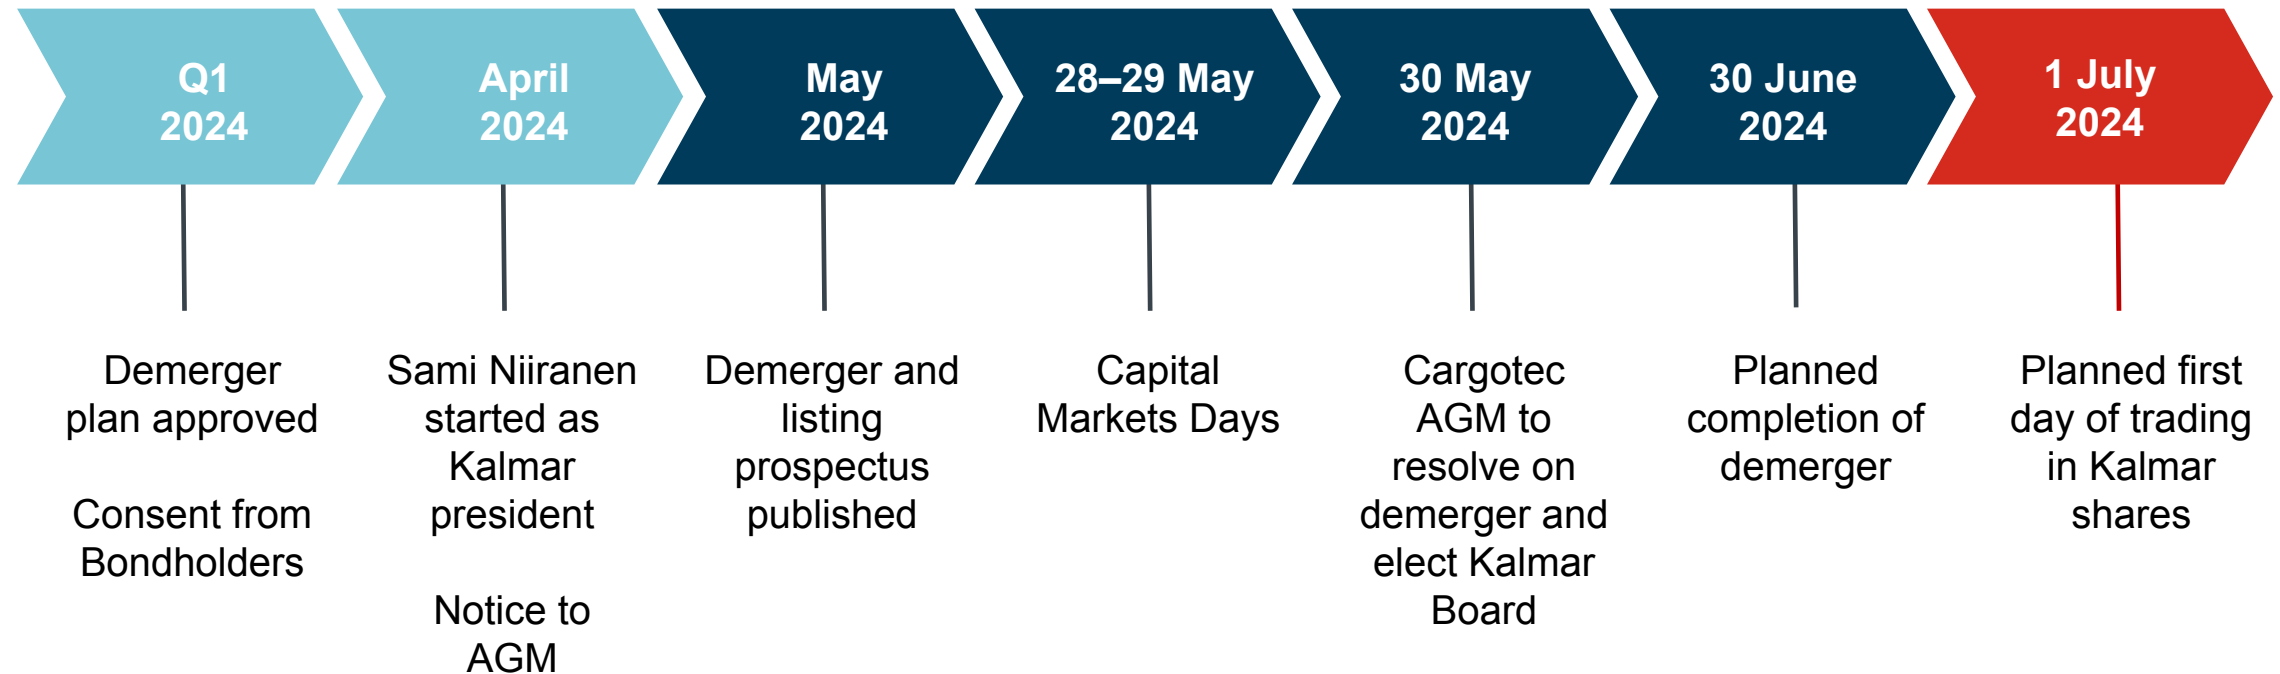 Q1
2024
April
2024
May
2024
28–29 May
2024
30 May
2024
30 June
2024
1 July
2024
Demerger
plan approved
Consent from
Bondholders
Sami Niiranen
started as
Kalmar
president
Notice to
AGM
Demerger and
listing
prospectus
published
Capital
Markets Days
Cargotec
AGM to
resolve on
demerger and
elect Kalmar
Board
Planned
completion of
demerger
Planned first
day of trading
in Kalmar
shares